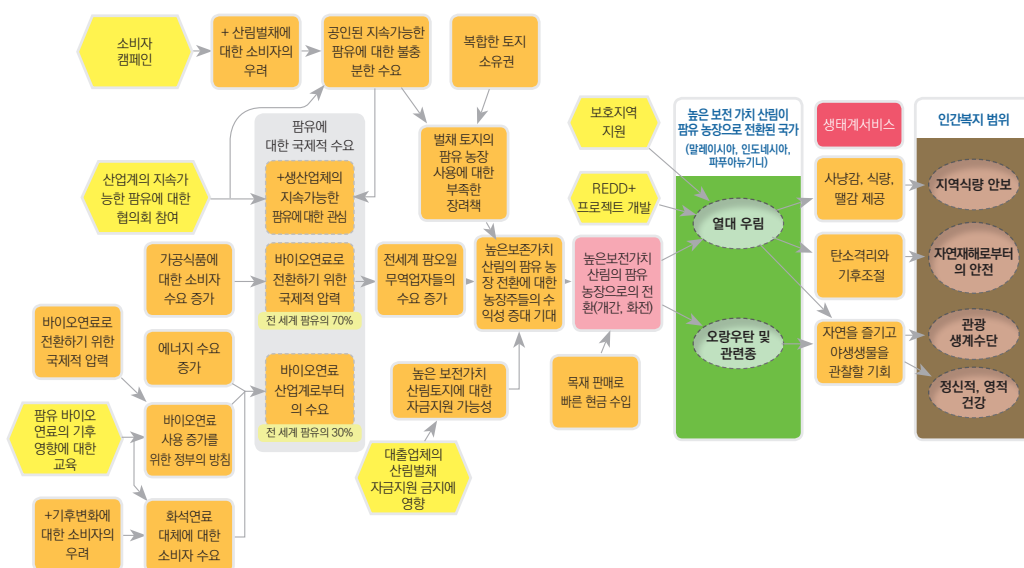 소비자
캠페인
+ 산림벌채에
대한 소비자의
우려
공인된 지속가능한
팜유에 대한 불충
분한 수요
복합한 토지
소유권
팜유에
대한 국제적 수요
산업계의 지속가
능한 팜유에 대한
협의회 참여
+생산업체의
지속가능한
팜유에 대한 관심
벌채 토지의
팜유 농장
사용에 대한
부족한
장려책
가공식품에
대한 소비자
수요 증가
바이오연료로
전환하기 위한
국제적 압력
전 세계 팜유의 70%
전세계 팜오일
무역업자들의
수요 증가
높은보존가치
산림의 팜유 농
장 전환에 대한
농장주들의 수
익성 증대 기대
높은보전가치
산림의 팜유
농장으로의 전
환(개간, 화전)
바이오연료로
전환하기 위한
국제적 압력
에너지 수요
증가
바이오연료
산업계로부터
의 수요
전 세계 팜유의 30%
높은 보전가치
산림토지에 대한
자금지원 가능성
목재 판매로
빠른 현금 수입
팜유 바이오
연료의 기후
영향에 대한
교육
바이오연료
사용 증가를
위한 정부의 방침
대출업체의
산림벌채
자금지원 금지에
영향
+기후변화에
대한 소비자의
우려
화석연료
대체에 대한
소비자 수요
보호지역
지원
REDD+
프로젝트 개발
높은 보전 가치 산림이
팜유 농장으로 전환된 국가
(말레이시아, 인도네시아,
파푸아뉴기니)
열대 우림
오랑우탄 및
관련종
생태계서비스
사냥감, 식량,
땔감 제공
탄소격리와
기후조절
자연을 즐기고
야생생물을
관찰할 기회
인간복지 범위
지역식량 안보
자연재해로부터
의 안전
관광
생계수단
정신적, 영적
건강